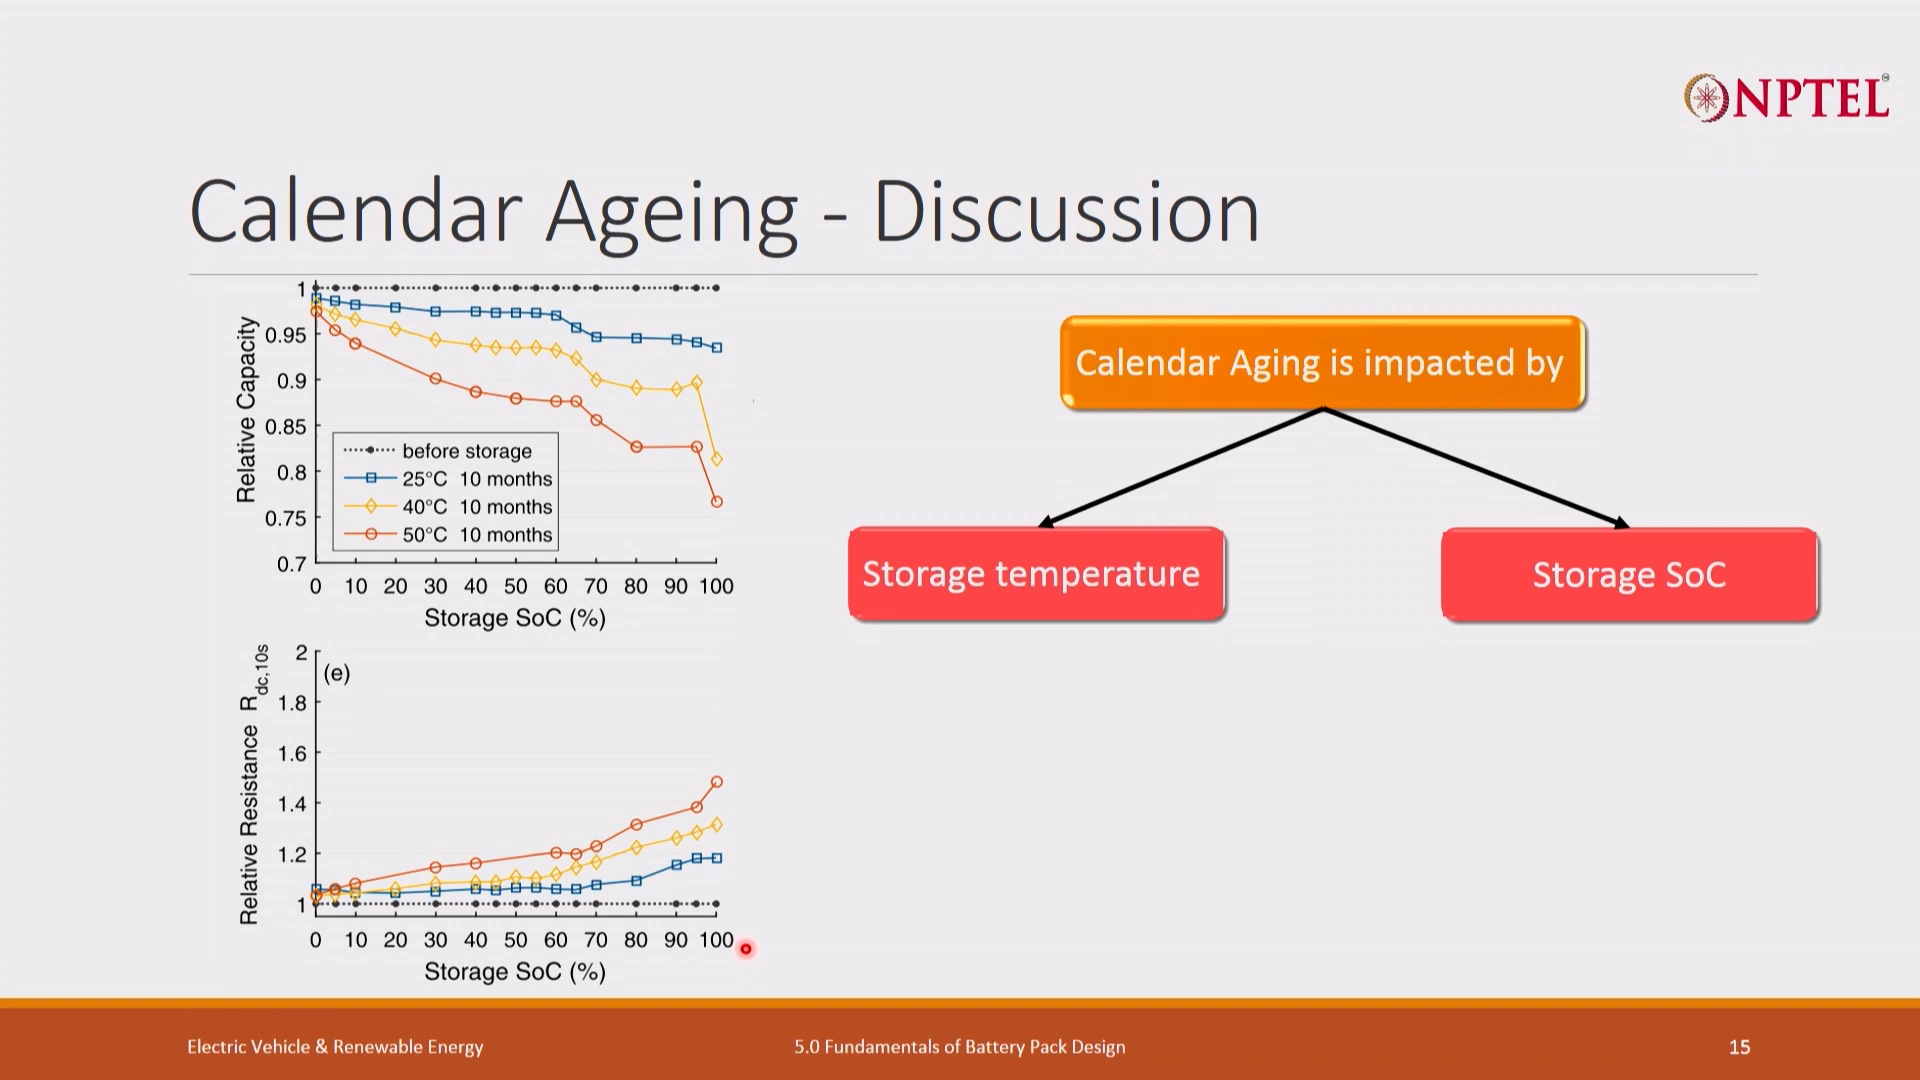 NPTEL
Calendar Ageing - Discussion
1
0.95
0.9
0.85
0.8
0.75
0.7
Relative Capacity
before storage
25°C 10 months
40°C 10 months
50°C 10 months
0 10 20 30 40 50 60 70 80 90 100
Storage SoC (%)
Calendar Aging is impacted by
Storage temperature
Storage SoC
(e)
2
1.8
1.6
1.4
1.2
1
Relative Resistance Rdc,10s
0 10 20 30 40 50 60 70 80 90 100
Storage SoC (%)
Electric Vehicle & Renewable Energy
5.0 Fundamentals of Battery Pack Design
15